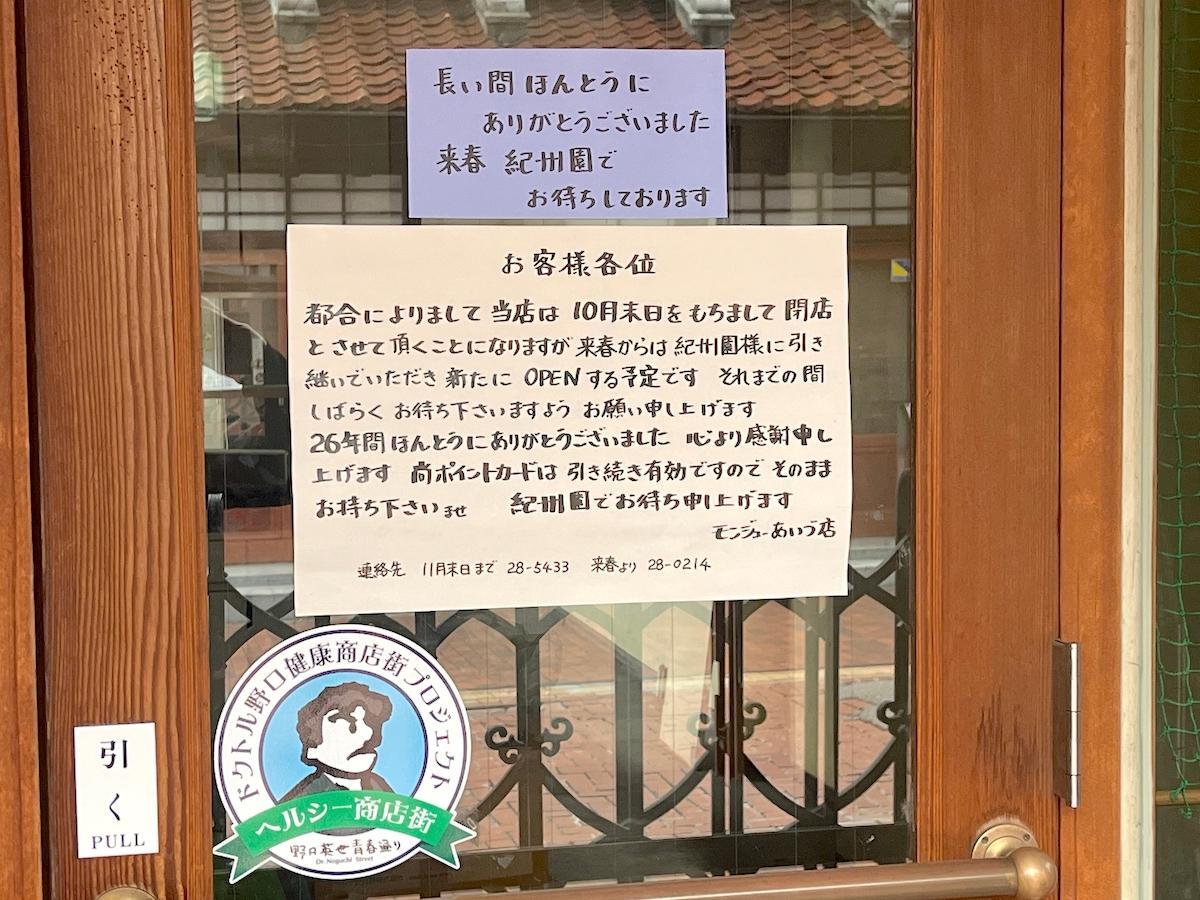 長い間 ほんとうに
ありがとうございました
来春 紀州園で
お待ちしております
お客様各位
都合によりまして 当店は 10月末日をもちまして 閉店
とさせて頂くことになりますが 来春からは 紀州園様に引き
継いでいただき 新たに OPENする予定です それまでの間
しばらく お待ち下さいますよう お願い申し上げます
26年間 ほんとうにありがとうございました 心より感謝申し
上げます 尚ポイントカードは 引き続き有効ですので そのまま
お持ち下さいませ 紀州園でお待ち申し上げます
モンジューあいづ店
連絡先 11月末日まで 28-5433 来春より 28-0214
ドクトル野口健康商店街プロジェクト
ヘルシー商店街
野口英世青春通り
Dr. Noguchi Street
引く
PULL